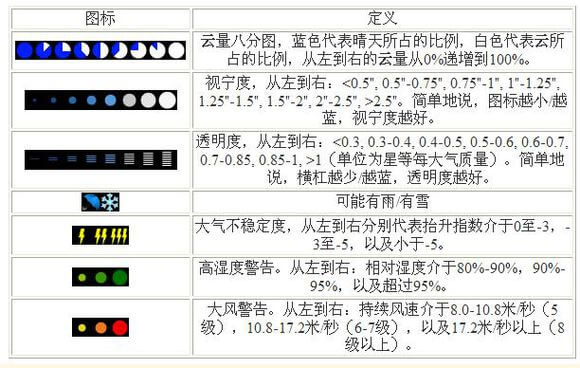 图标
定义
云量八分图，蓝色代表晴天所占的比例，白色代表云所
占的比例，从左到右的云量从0%递增到100%。
视宁度，从左到右：<0.5", 0.5"-0.75", 0.75"-1", 1"-1.25",
1.25"-1.5", 1.5"-2", 2"-2.5", >2.5"。简单地说，图标越小/越
蓝，视宁度越好。
透明度，从左到右：<0.3, 0.3-0.4, 0.4-0.5, 0.5-0.6, 0.6-0.7,
0.7-0.85, 0.85-1, >1（单位为星等每大气质量）。简单地
说，横杠越少/越蓝，透明度越好。
可能有雨/有雪
大气不稳定度，从左到右分别代表抬升指数介于0至-3，-
3至-5，以及小于-5。
高湿度警告。从左到右：相对湿度介于80%-90%，90%-
95%，以及超过95%。
大风警告。从左到右：持续风速介于8.0-10.8米/秒（5
级），10.8-17.2米/秒（6-7级），以及17.2米/秒以上（8
级以上）。